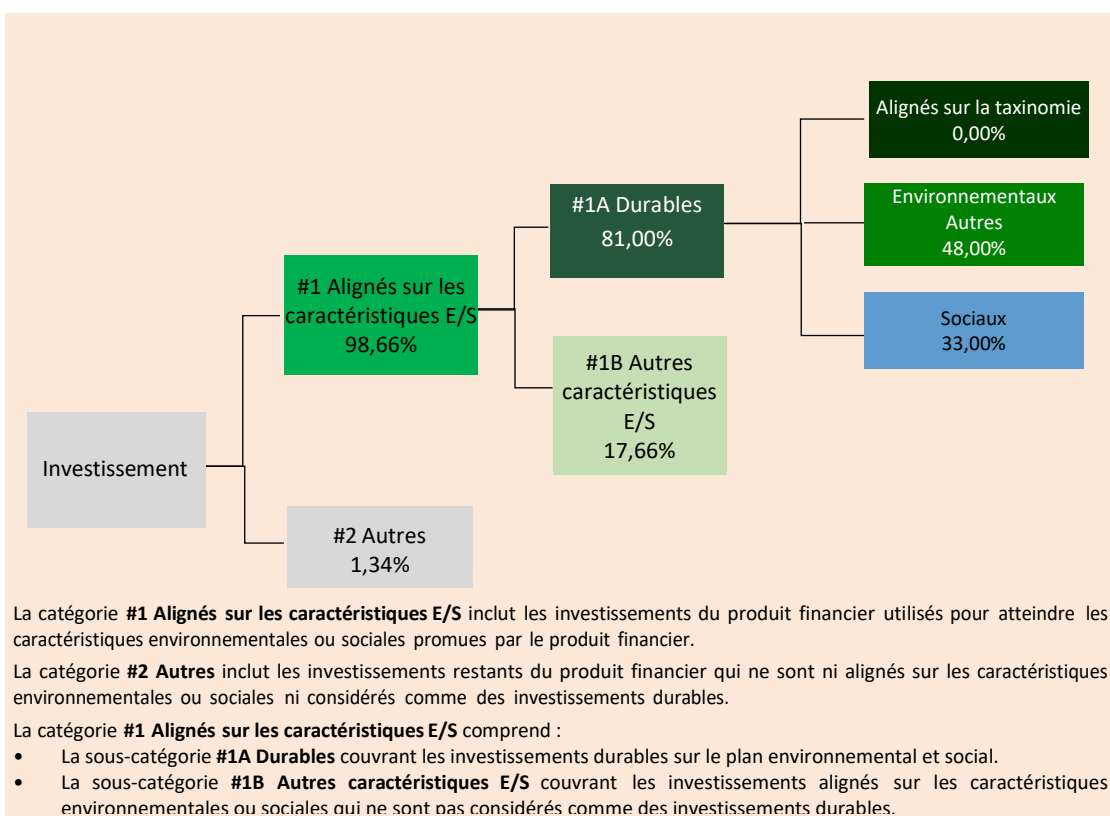 Alignés sur la taxinomie
0,00%
#1A Durables
81,00%
Environnementaux
Autres
48,00%
#1 Alignés sur les
caractéristiques E/S
98,66%
Sociaux
33,00%
#1B Autres
caractéristiques
E/S
17,66%
Investissement
#2 Autres
1,34%
La catégorie #1 Alignés sur les caractéristiques E/S inclut les investissements du produit financier utilisés pour atteindre les
caractéristiques environnementales ou sociales promues par le produit financier.
La catégorie #2 Autres inclut les investissements restants du produit financier qui ne sont ni alignés sur les caractéristiques
environnementales ou sociales ni considérés comme des investissements durables.
La catégorie #1 Alignés sur les caractéristiques E/S comprend :
• La sous-catégorie #1A Durables couvrant les investissements durables sur le plan environnemental et social.
• La sous-catégorie #1B Autres caractéristiques E/S couvrant les investissements alignés sur les caractéristiques
environnementales ou sociales qui ne sont pas considérés comme des investissements durables.